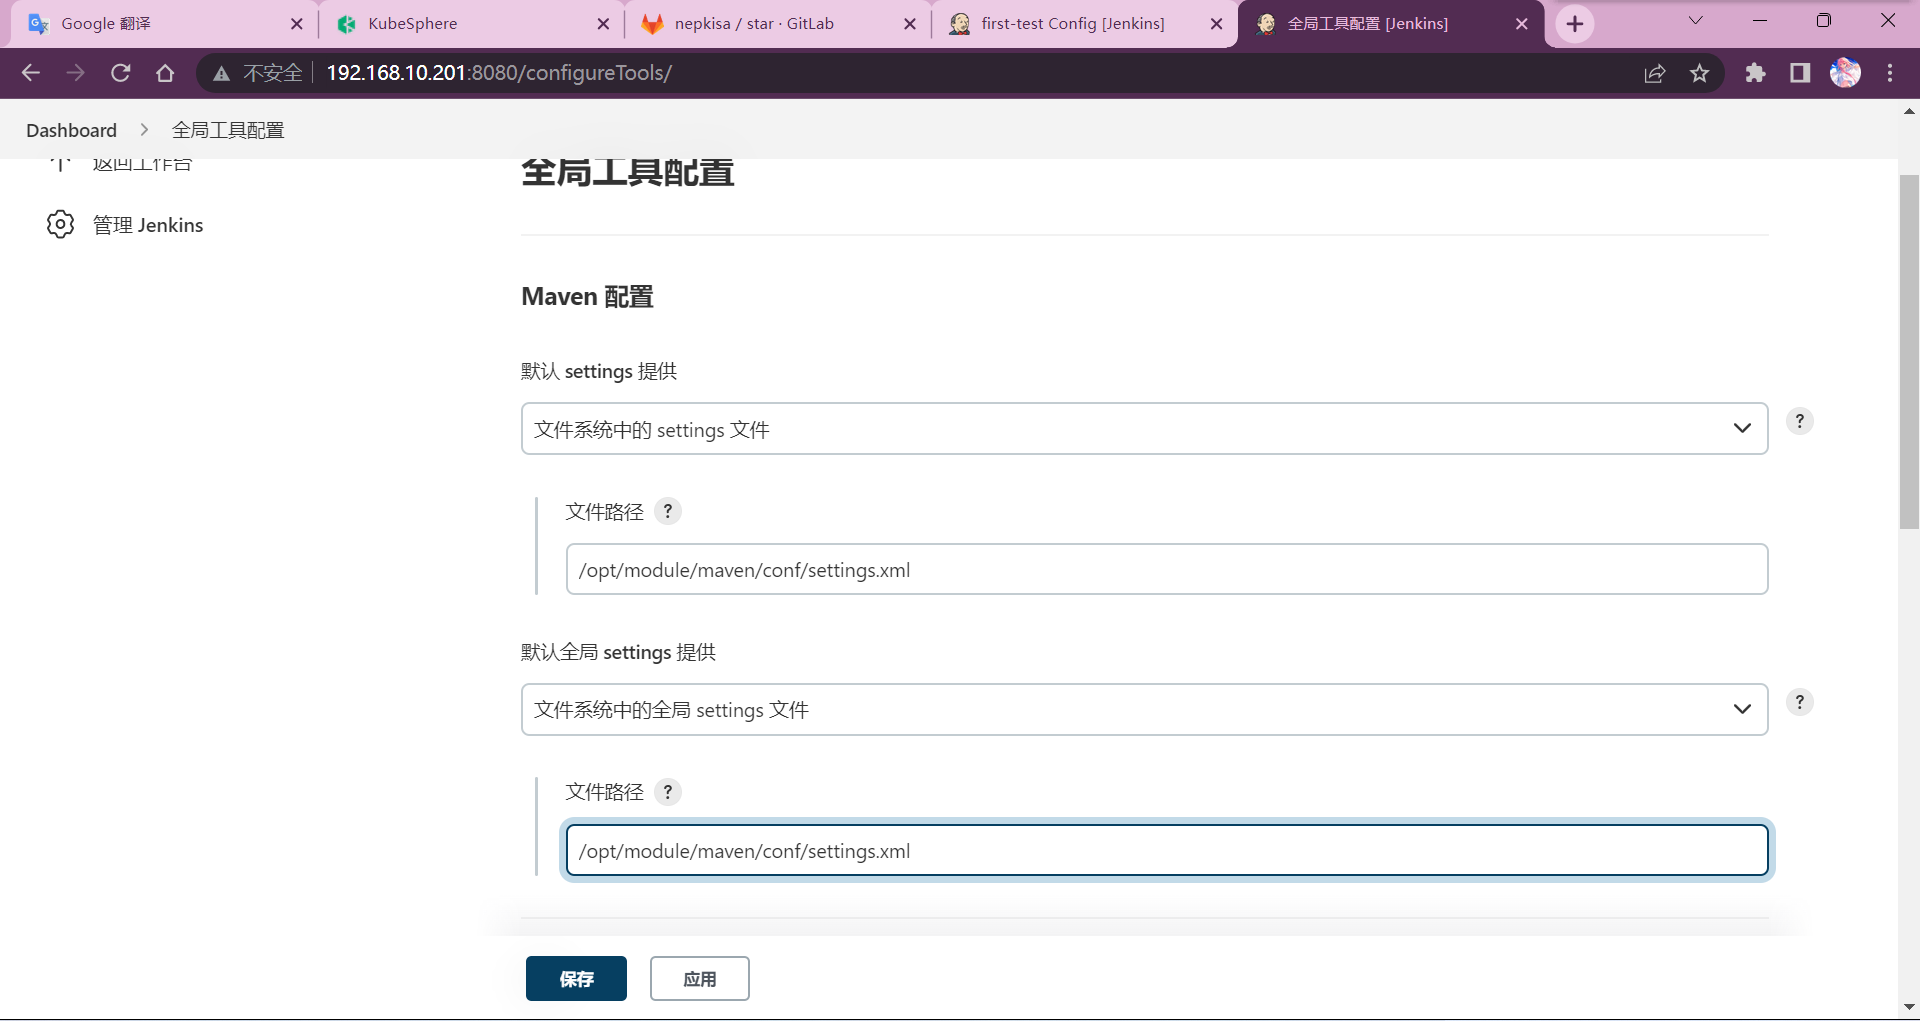 Google 翻译
KubeSphere
nepkisa / star · GitLab
first-test Config [Jenkins]
全局工具配置 [Jenkins]
不安全
192.168.10.201:8080/configureTools/
Dashboard
全局工具配置
返回工作台
管理 Jenkins
全局工具配置
Maven 配置
默认 settings 提供
文件系统中的 settings 文件
?
文件路径 ?
/opt/module/maven/conf/settings.xml
默认全局 settings 提供
文件系统中的全局 settings 文件
?
文件路径 ?
/opt/module/maven/conf/settings.xml
保存
应用